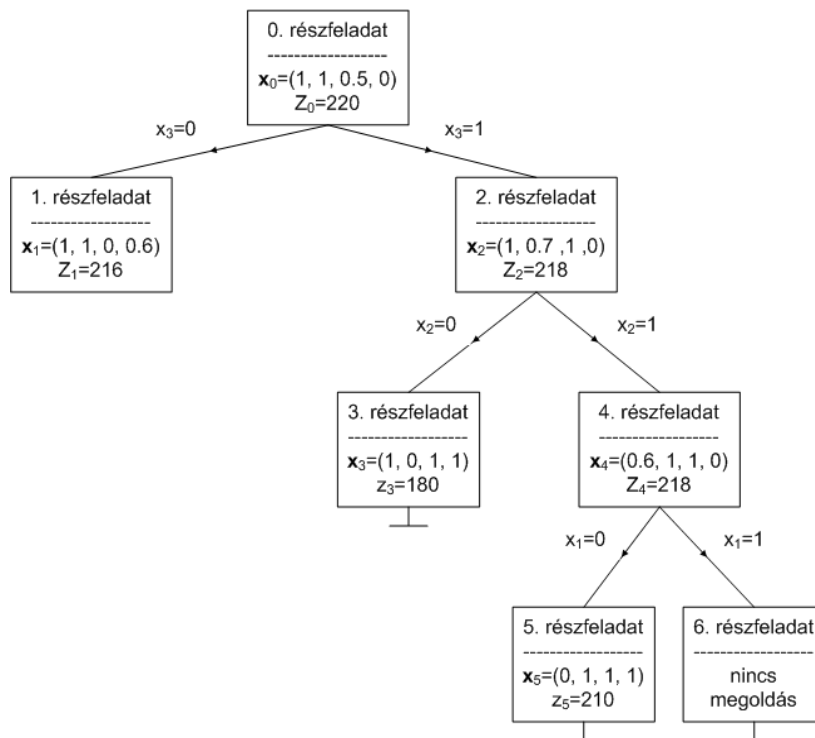 0. részfeladat
-------------------
x₀=(1, 1, 0.5, 0)
Z₀=220
x₃=0
x₃=1
1. részfeladat
-------------------
x₁=(1, 1, 0, 0.6)
Z₁=216
2. részfeladat
-------------------
x₂=(1, 0.7 ,1 ,0)
Z₂=218
x₂=0
x₂=1
3. részfeladat
-------------------
x₃=(1, 0, 1, 1)
z₃=180
4. részfeladat
-------------------
x₄=(0.6, 1, 1, 0)
Z₄=218
x₁=0
x₁=1
5. részfeladat
-------------------
x₅=(0, 1, 1, 1)
z₅=210
6. részfeladat
-------------------
nincs
megoldás